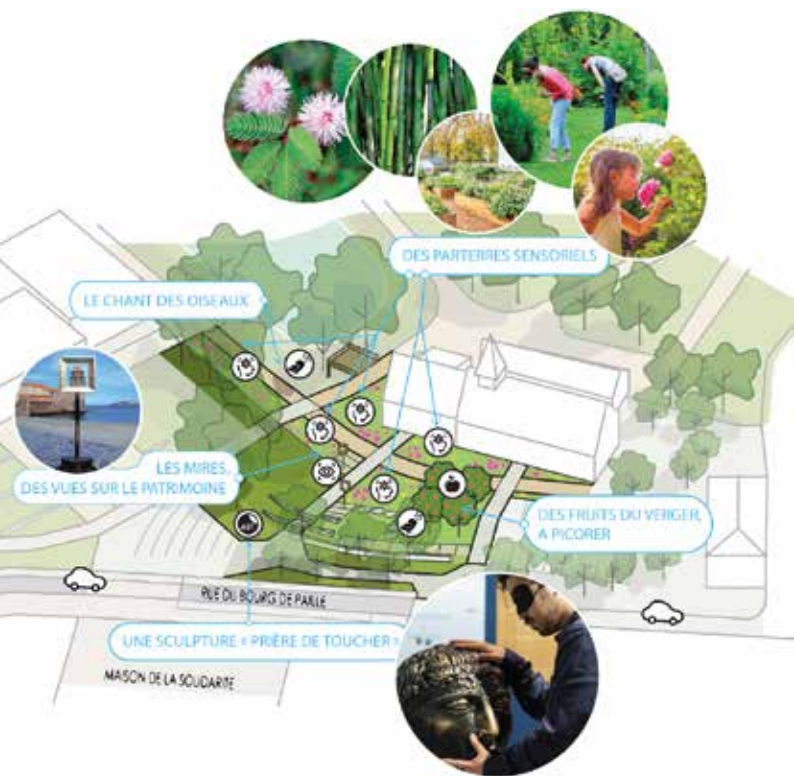 DES PARTERRES SENSORIELS
LE CHANT DES OISEAUX
LES MIRES,
DES VUES SUR LE PATRIMOINE
DES FRUITS DU VERGER,
A PICORER
RUE DU BOURG DE PAILLE
UNE SCULPTURE « PRIÈRE DE TOUCHER »
MAISON DE LA SOLIDARITE